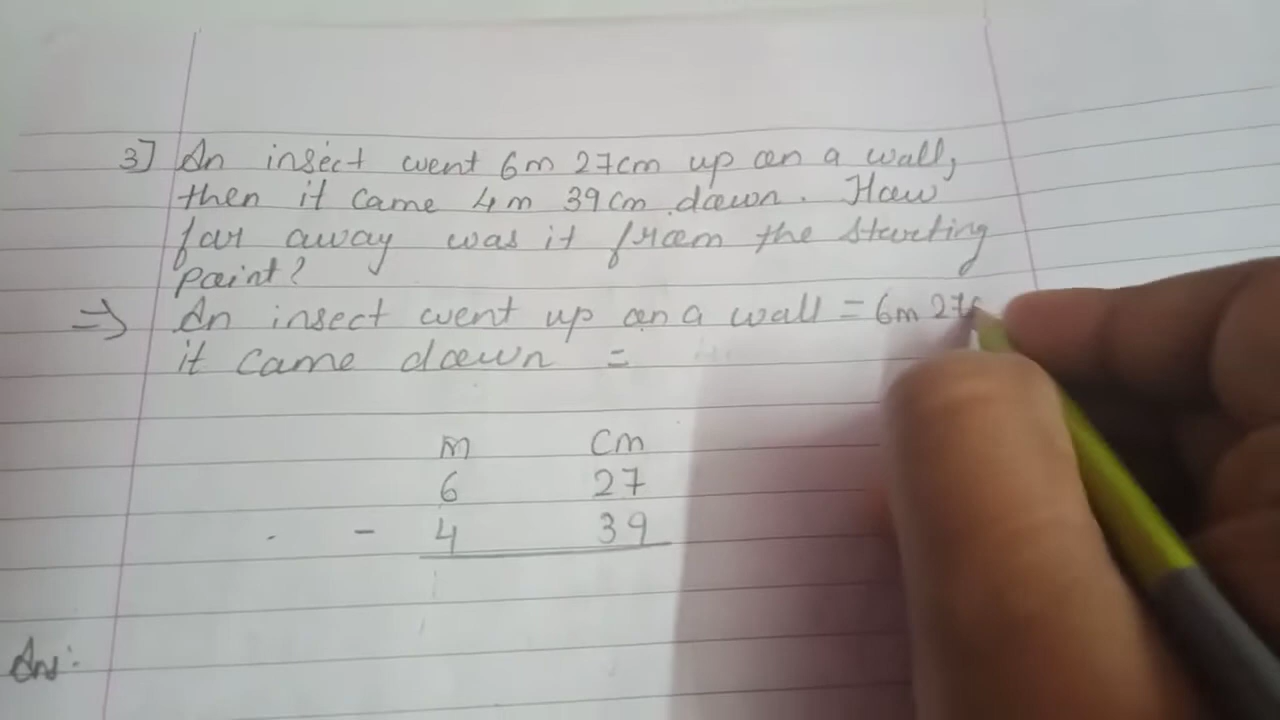 3] An insect went 6m 27cm up on a wall,
then it came 4m 39cm down. How
far away was it from the starting
point?
=> An insect went up on a wall = 6m 27c
it came down =
m cm
6 27
- 4 39
Ans: